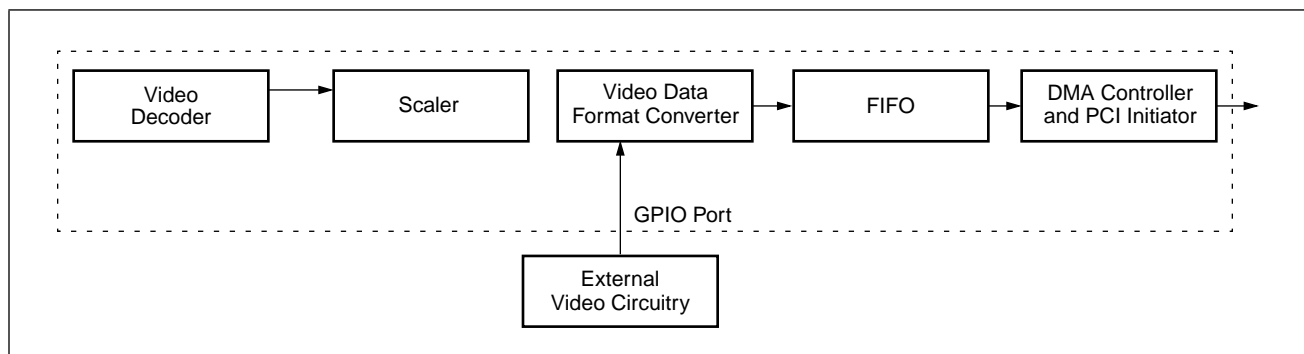 Video
Decoder
Scaler
Video Data
Format Converter
FIFO
DMA Controller
and PCI Initiator
GPIO Port
External
Video Circuitry